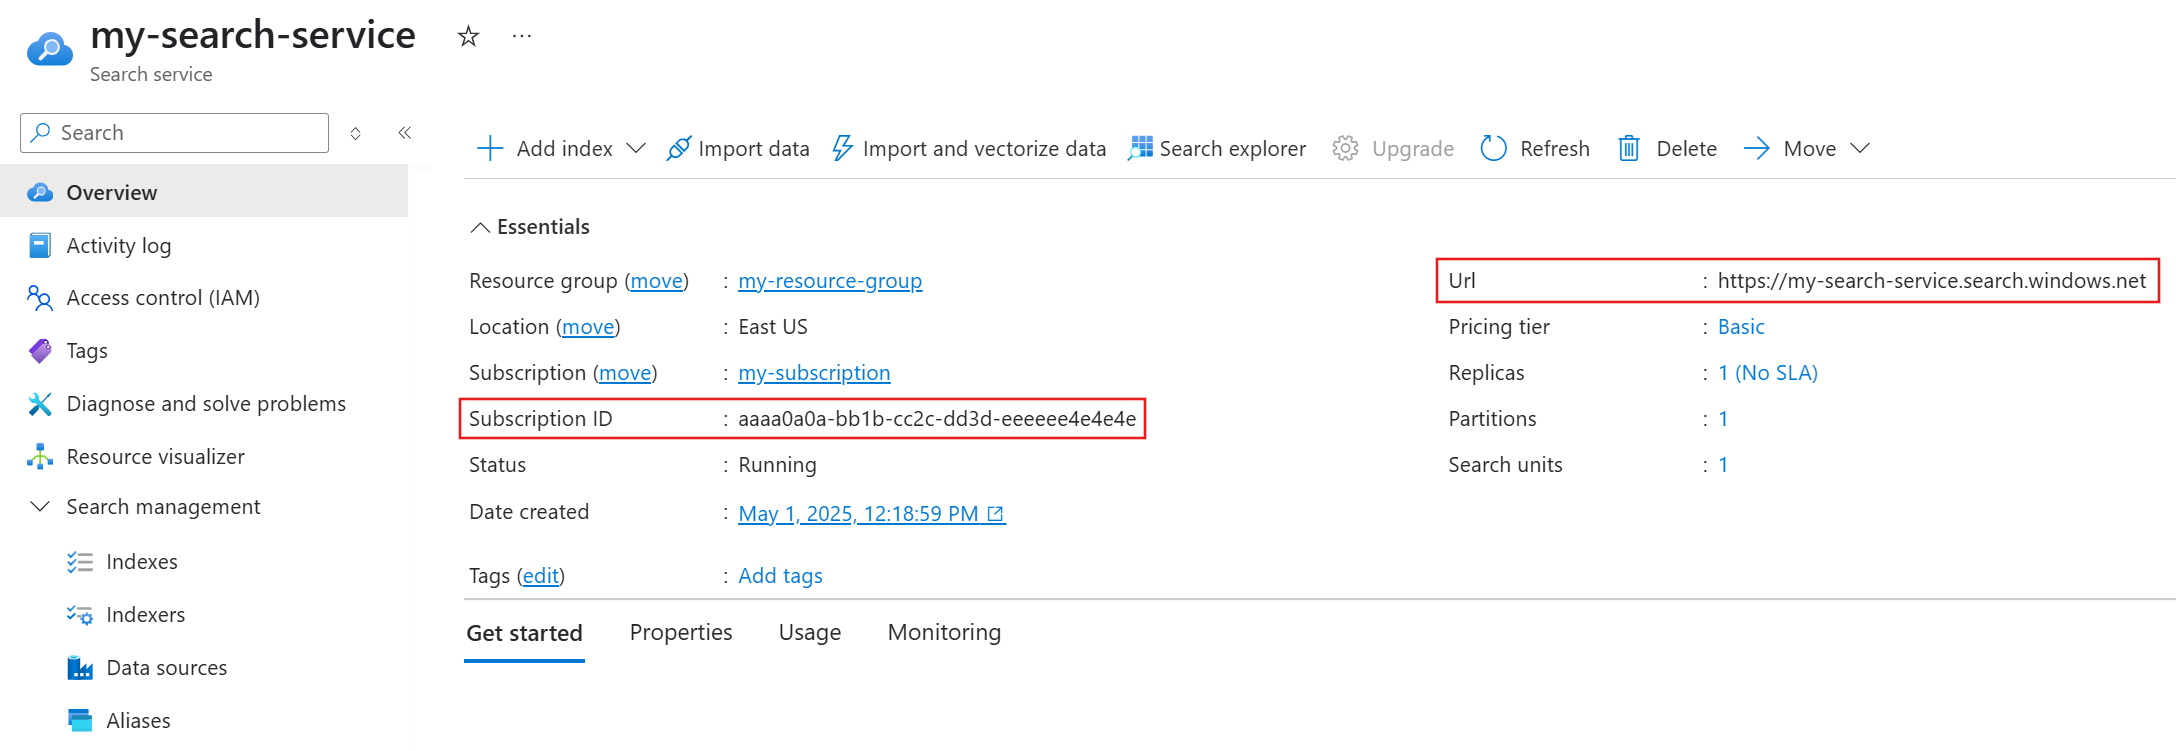 my-search-service
Search service
Search
Overview
Activity log
Access control (IAM)
Tags
Diagnose and solve problems
Resource visualizer
Search management
Indexes
Indexers
Data sources
Aliases
Add index
Import data
Import and vectorize data
Search explorer
Upgrade
Refresh
Delete
Move
Essentials
Resource group (move) : my-resource-group
Location (move) : East US
Subscription (move) : my-subscription
Subscription ID : aaaa0a0a-bb1b-cc2c-dd3d-eeeeee4e4e4e
Status : Running
Date created : May 1, 2025, 12:18:59 PM
Tags (edit) : Add tags
Url : https://my-search-service.search.windows.net
Pricing tier : Basic
Replicas : 1 (No SLA)
Partitions : 1
Search units : 1
Get started
Properties
Usage
Monitoring